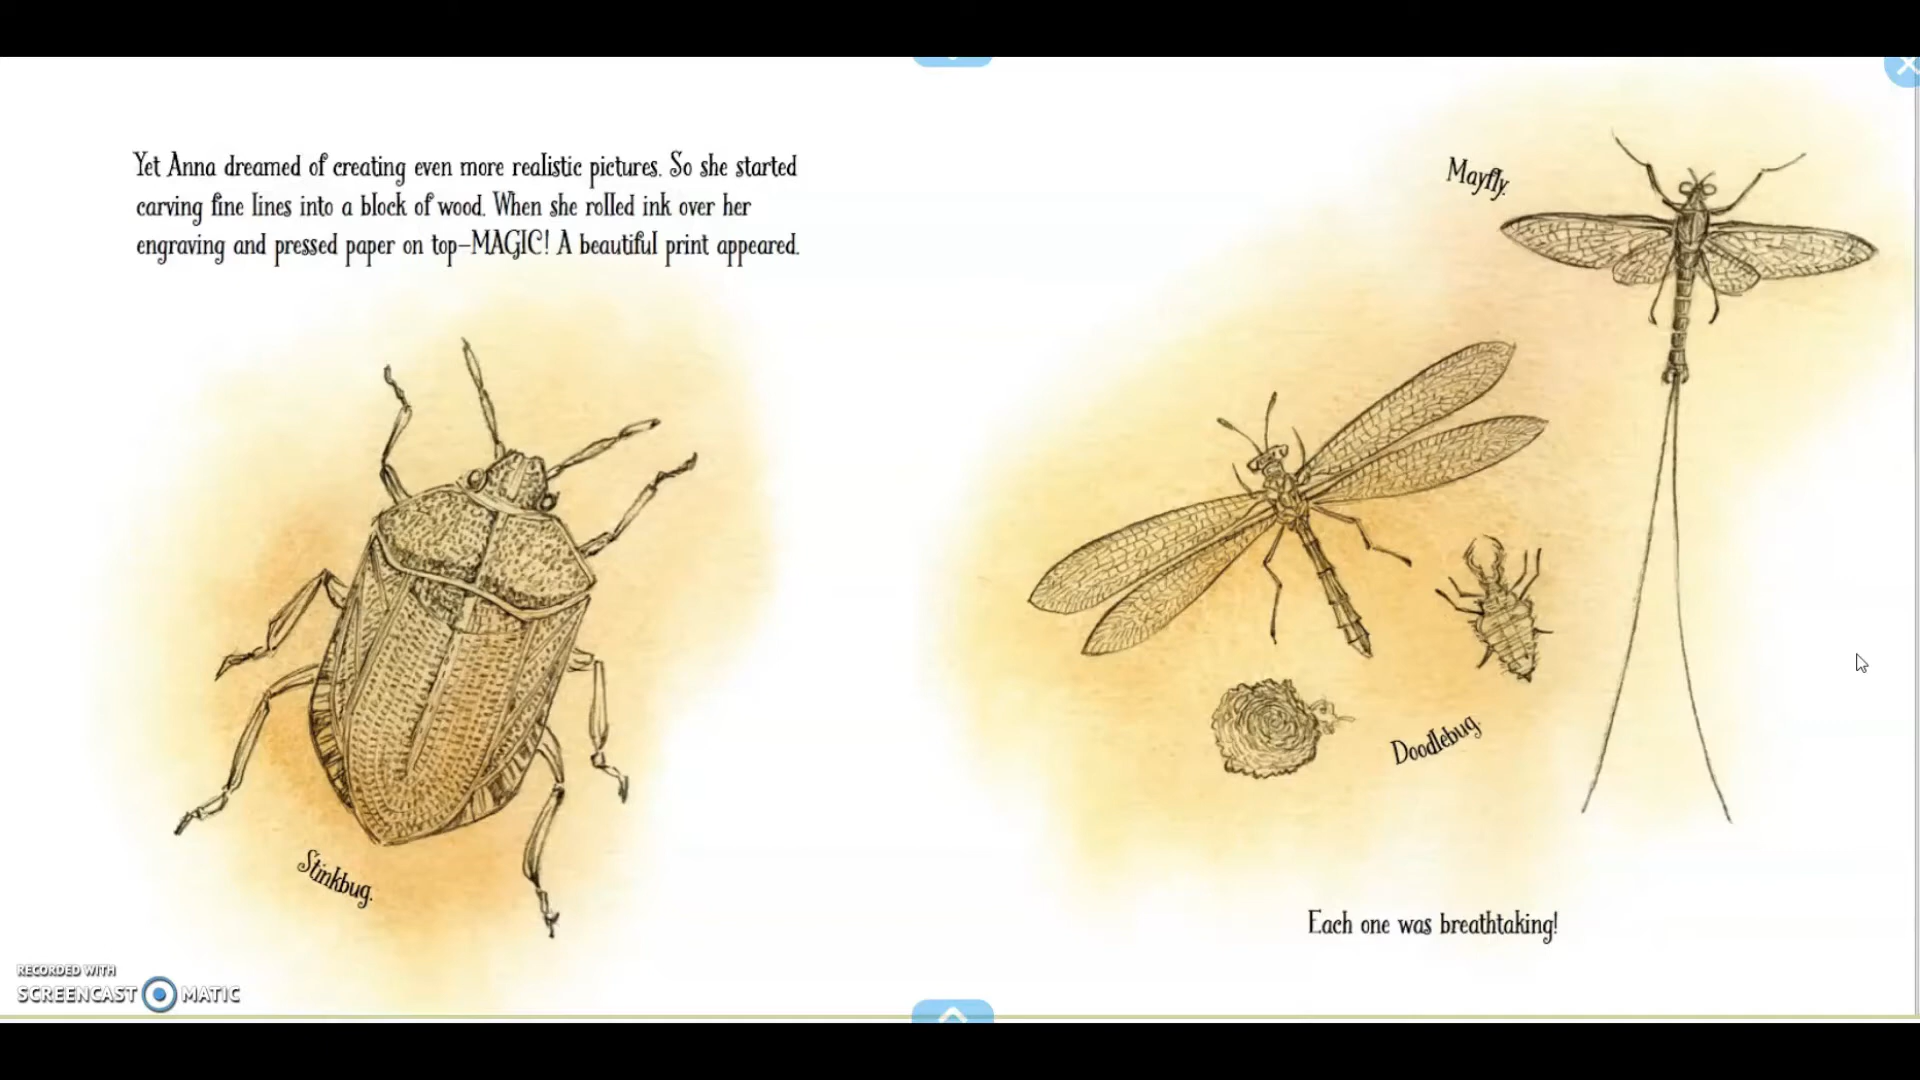 Yet Anna dreamed of creating even more realistic pictures. So she started
carving fine lines into a block of wood. When she rolled ink over her
engraving and pressed paper on top—MAGIC! A beautiful print appeared.
Stinkbug.
Mayfly.
Doodlebug.
Each one was breathtaking!
RECORDED WITH
SCREENCAST MATIC